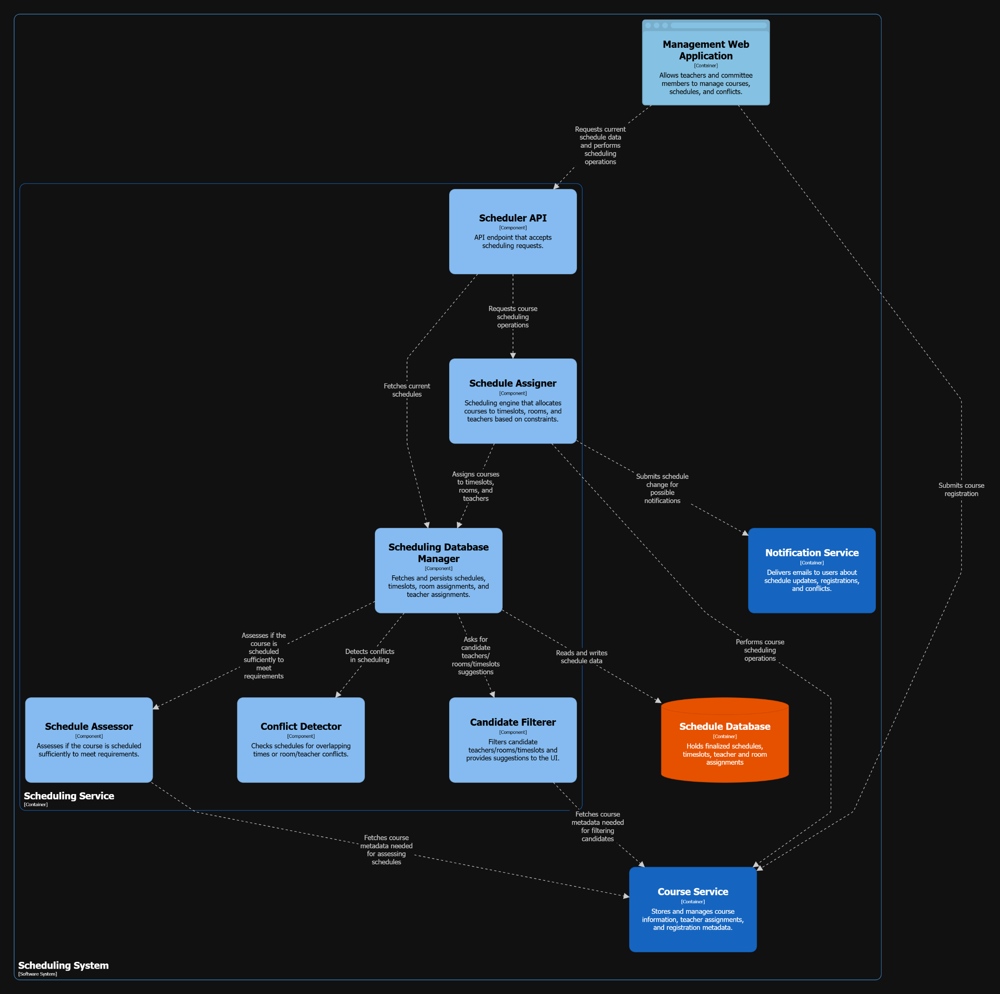 Management Web
Application
[Container]
Allows teachers and committee
members to manage courses,
schedules, and conflicts.
Requests current
schedule data
and performs
scheduling
operations
Scheduler API
[Component]
API endpoint that accepts
scheduling requests.
Requests course
scheduling
operations
Fetches current
schedules
Schedule Assigner
[Component]
Scheduling engine that allocates
courses to timeslots, rooms, and
teachers based on constraints.
Assigns courses
to timeslots,
rooms, and
teachers
Submits schedule
change for
possible
notifications
Submits course
registration
Scheduling Database
Manager
[Component]
Fetches and persists schedules,
timeslots, room assignments, and
teacher assignments.
Notification Service
[Container]
Delivers emails to users about
schedule updates, registrations,
and conflicts.
Assesses if the
course is
scheduled
sufficiently to
meet
requirements
Detects conflicts
in scheduling
Asks for
candidate
teachers/
rooms/timeslots
suggestions
Reads and writes
schedule data
Performs course
scheduling
operations
Schedule Assessor
[Component]
Assesses if the course is scheduled
sufficiently to meet requirements.
Conflict Detector
[Component]
Checks schedules for overlapping
times or room/teacher conflicts.
Candidate Filterer
[Component]
Filters candidate
teachers/rooms/timeslots and
provides suggestions to the UI.
Schedule Database
[Container]
Holds finalized schedules,
timeslots, teacher and room
assignments
Scheduling Service
[Container]
Fetches course
metadata needed
for filtering
candidates
Fetches course
metadata needed
for assessing
schedules
Course Service
[Container]
Stores and manages course
information, teacher assignments,
and registration metadata.
Scheduling System
[Software System]